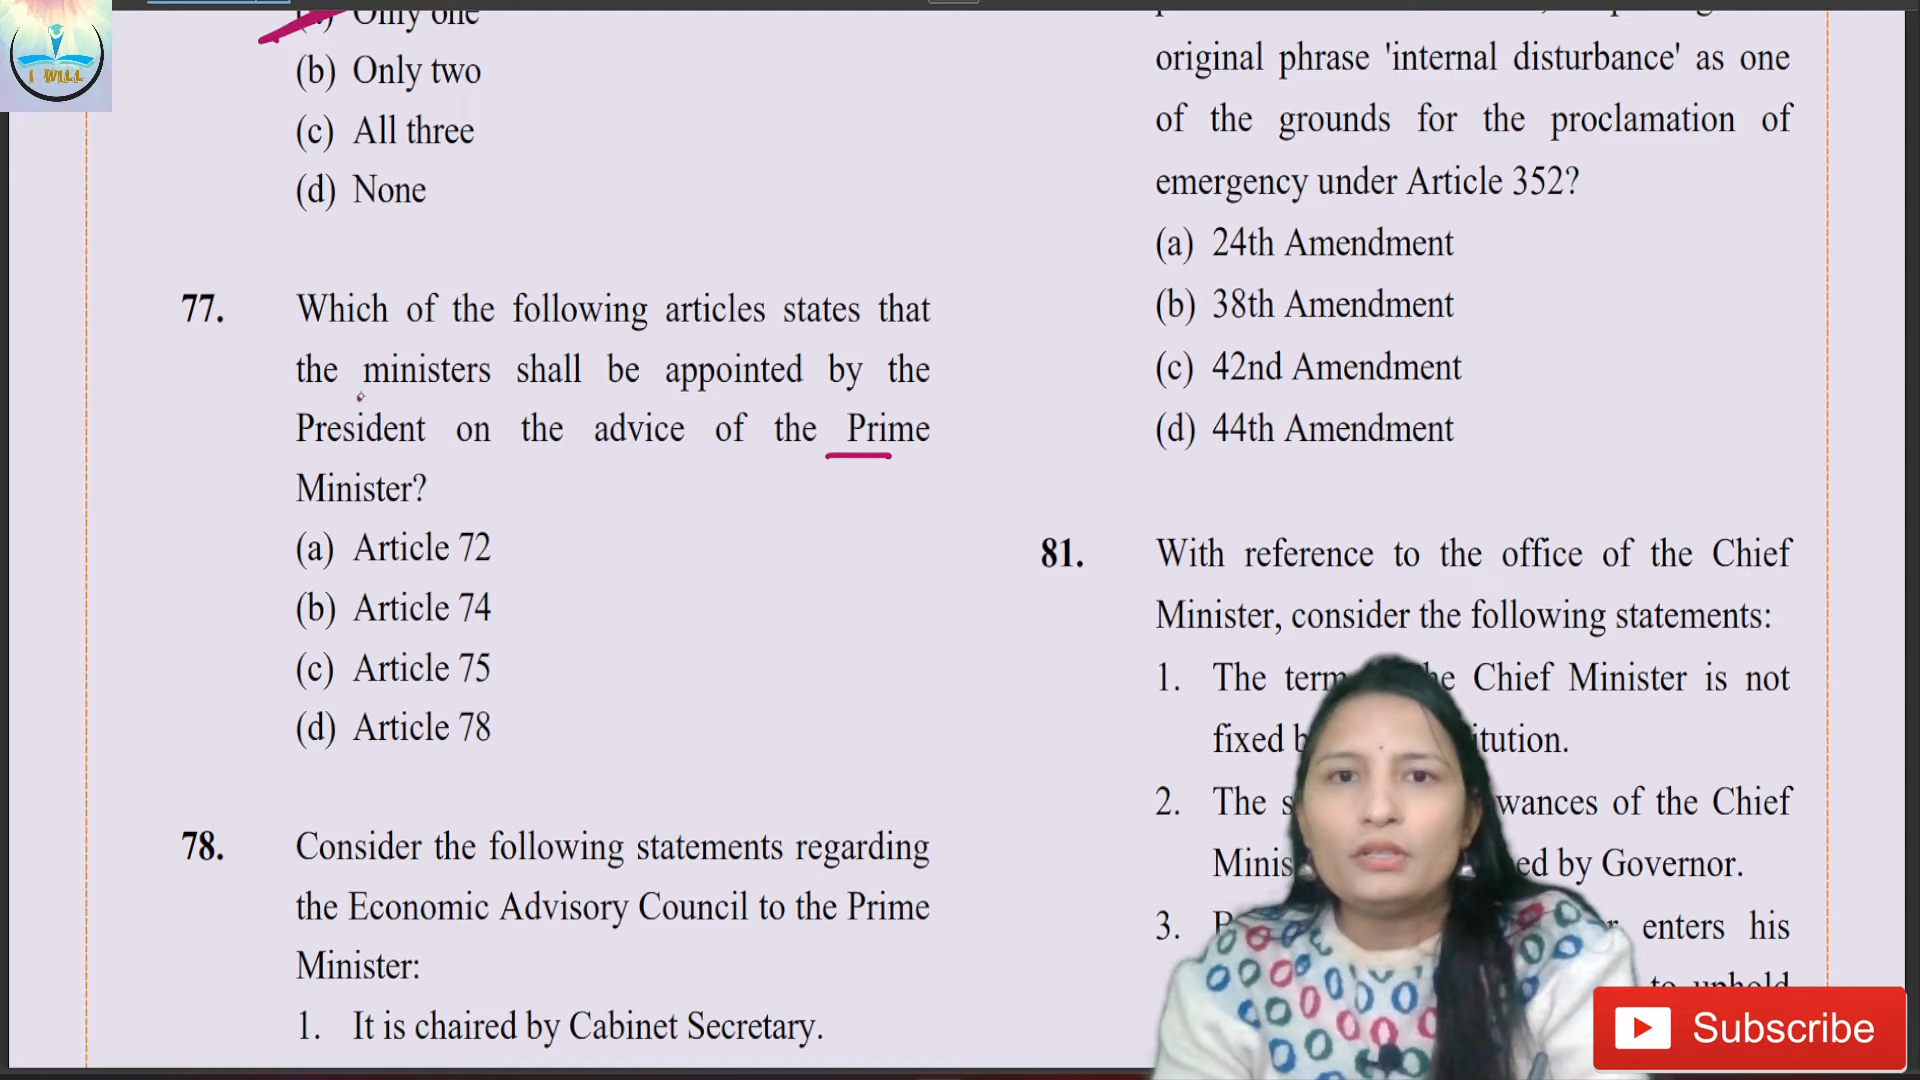 I WILL
Only one
(b) Only two
(c) All three
(d) None
77. Which of the following articles states that
the ministers shall be appointed by the
President on the advice of the Prime
Minister?
(a) Article 72
(b) Article 74
(c) Article 75
(d) Article 78
78. Consider the following statements regarding
the Economic Advisory Council to the Prime
Minister:
1. It is chaired by Cabinet Secretary.
original phrase 'internal disturbance' as one
of the grounds for the proclamation of
emergency under Article 352?
(a) 24th Amendment
(b) 38th Amendment
(c) 42nd Amendment
(d) 44th Amendment
81. With reference to the office of the Chief
Minister, consider the following statements:
1. The term Chief Minister is not
fixed
2. The of the Chief
by Governor.
3. enters his
to uphold
Subscribe